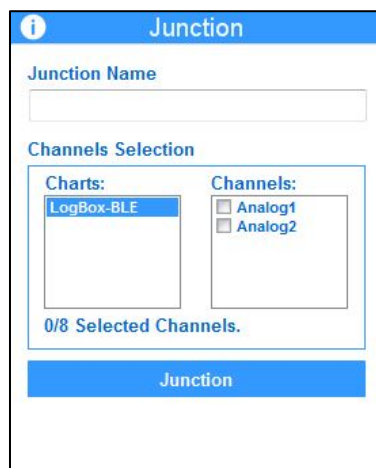 i Junction
Junction Name
Channels Selection
Charts: Channels:
LogBox-BLE Analog1
Analog2
0/8 Selected Channels.
Junction